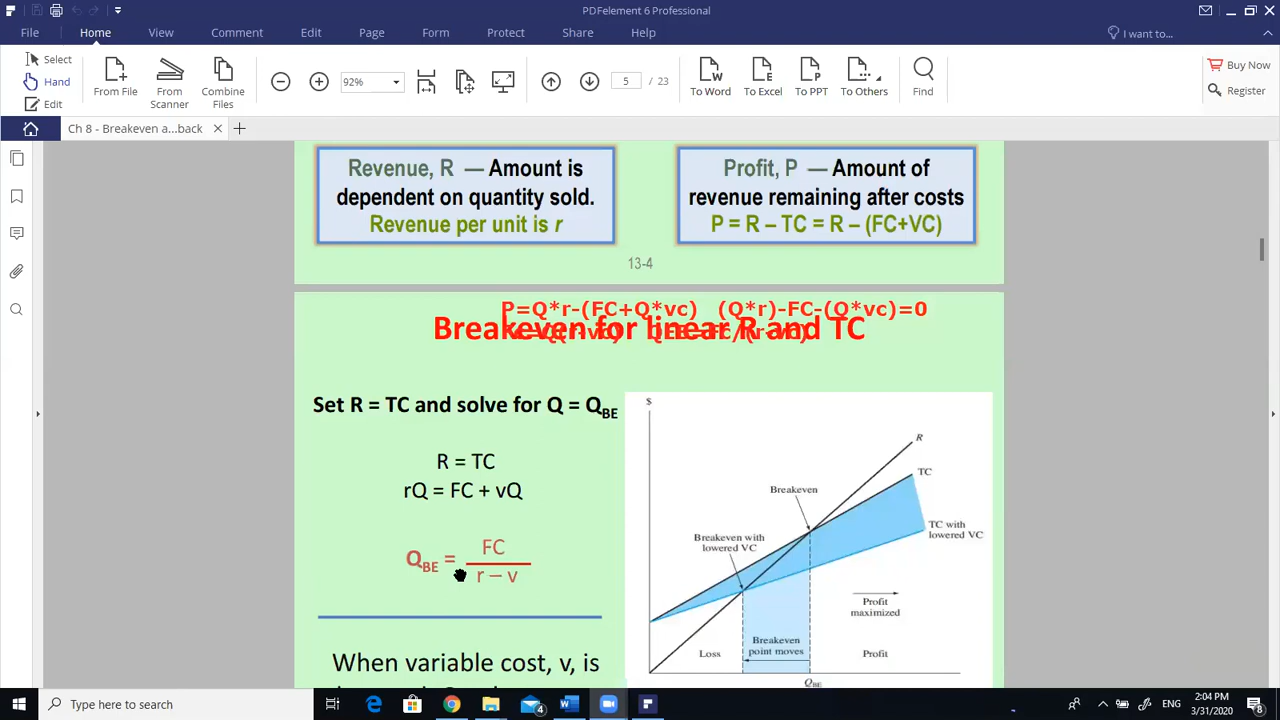 PDFelement 6 Professional
File Home View Comment Edit Form Page Protect Share Help I want to...
Select
Hand
Edit
From File
From Scanner
Combine Files
92%
5 / 23
To Word
To Excel
To PPT
To Others
Find
Buy Now
Register
Ch 8 - Breakeven a...back
Revenue, R — Amount is
dependent on quantity sold.
Revenue per unit is r
Profit, P — Amount of
revenue remaining after costs
P = R – TC = R – (FC+VC)
13-4
P=Q*r-(FC+Q*vc) (Q*r)-FC-(Q*vc)=0
Breakeven for linear R and TC
Set R = TC and solve for Q = QBE
R = TC
rQ = FC + vQ
QBE = FC
r – v
When variable cost, v, is
$
R
TC
Breakeven
TC with
lowered VC
Breakeven with
lowered VC
Profit
maximized
Breakeven
point moves
Loss
Profit
QBE
Type here to search
4
ENG
2:04 PM
3/31/2020
8